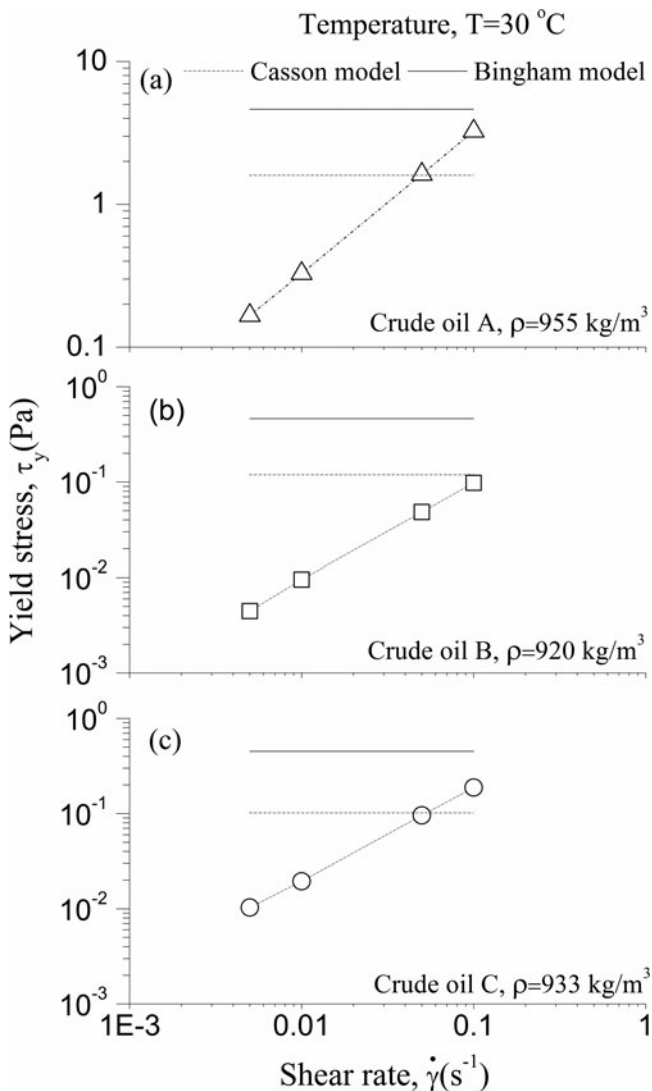 Temperature, T=30 °C
(a)
Casson model
Bingham model
10
1
0.1
Crude oil A, ρ=955 kg/m³
10⁰
(b)
10⁻¹
10⁻²
10⁻³
Crude oil B, ρ=920 kg/m³
Yield stress, τ_y(Pa)
10⁰
(c)
10⁻¹
10⁻²
10⁻³
Crude oil C, ρ=933 kg/m³
1E-3 0.01 0.1 1
Shear rate, γ̇(s⁻¹)